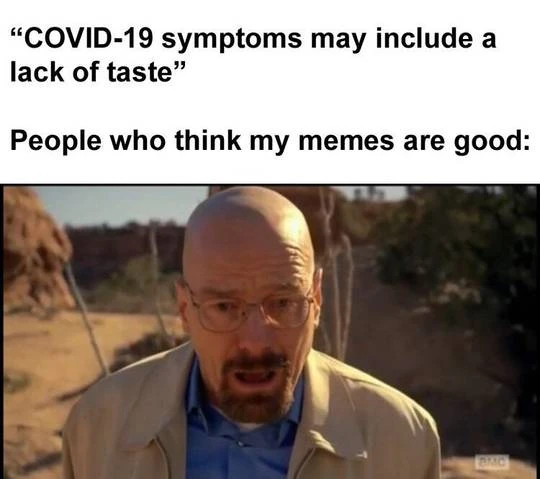 “COVID-19 symptoms may include a
lack of taste”
People who think my memes are good:
amc